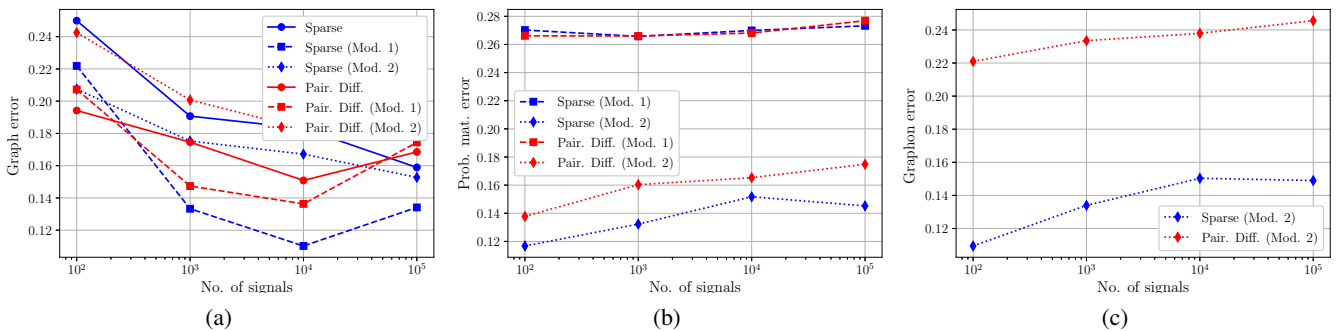 Graph error
0.24
0.22
0.20
0.18
0.16
0.14
0.12
Sparse
Sparse (Mod. 1)
Sparse (Mod. 2)
Pair. Diff.
Pair. Diff. (Mod. 1)
Pair. Diff. (Mod. 2)
10² 10³ 10⁴ 10⁵
No. of signals
(a)
Prob. mat. error
0.28
0.26
0.24
0.22
0.20
0.18
0.16
0.14
0.12
Sparse (Mod. 1)
Sparse (Mod. 2)
Pair. Diff. (Mod. 1)
Pair. Diff. (Mod. 2)
10² 10³ 10⁴ 10⁵
No. of signals
(b)
Graphon error
0.24
0.22
0.20
0.18
0.16
0.14
0.12
Sparse (Mod. 2)
Pair. Diff. (Mod. 2)
10² 10³ 10⁴ 10⁵
No. of signals
(c)